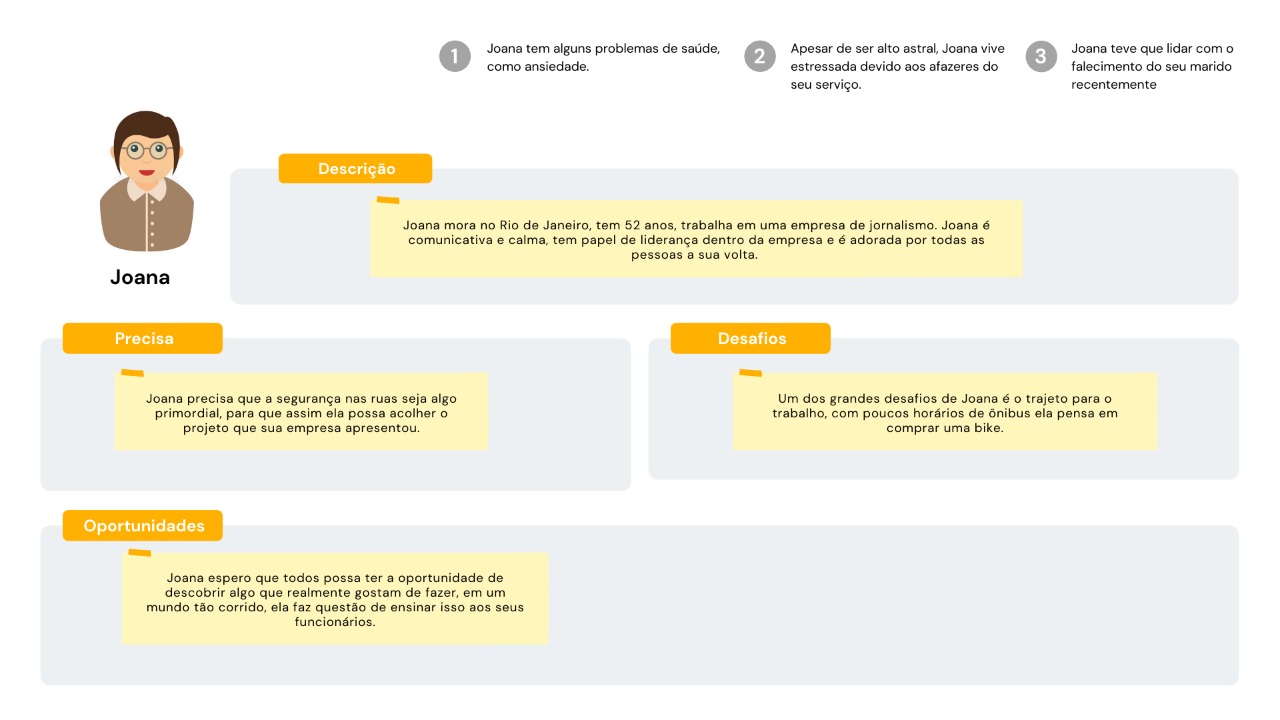 1
Joana tem alguns problemas de saúde,
como ansiedade.
2
Apesar de ser alto astral, Joana vive
estressada devido aos afazeres do
seu serviço.
3
Joana teve que lidar com o
falecimento do seu marido
recentemente
Joana
Descrição
Joana mora no Rio de Janeiro, tem 52 anos, trabalha em uma empresa de jornalismo. Joana é
comunicativa e calma, tem papel de liderança dentro da empresa e é adorada por todas as
pessoas a sua volta.
Precisa
Joana precisa que a segurança nas ruas seja algo
primordial, para que assim ela possa acolher o
projeto que sua empresa apresentou.
Desafios
Um dos grandes desafios de Joana é o trajeto para o
trabalho, com poucos horários de ônibus ela pensa em
comprar uma bike.
Oportunidades
Joana espero que todos possa ter a oportunidade de
descobrir algo que realmente gostam de fazer, em um
mundo tão corrido, ela faz questão de ensinar isso aos seus
funcionários.